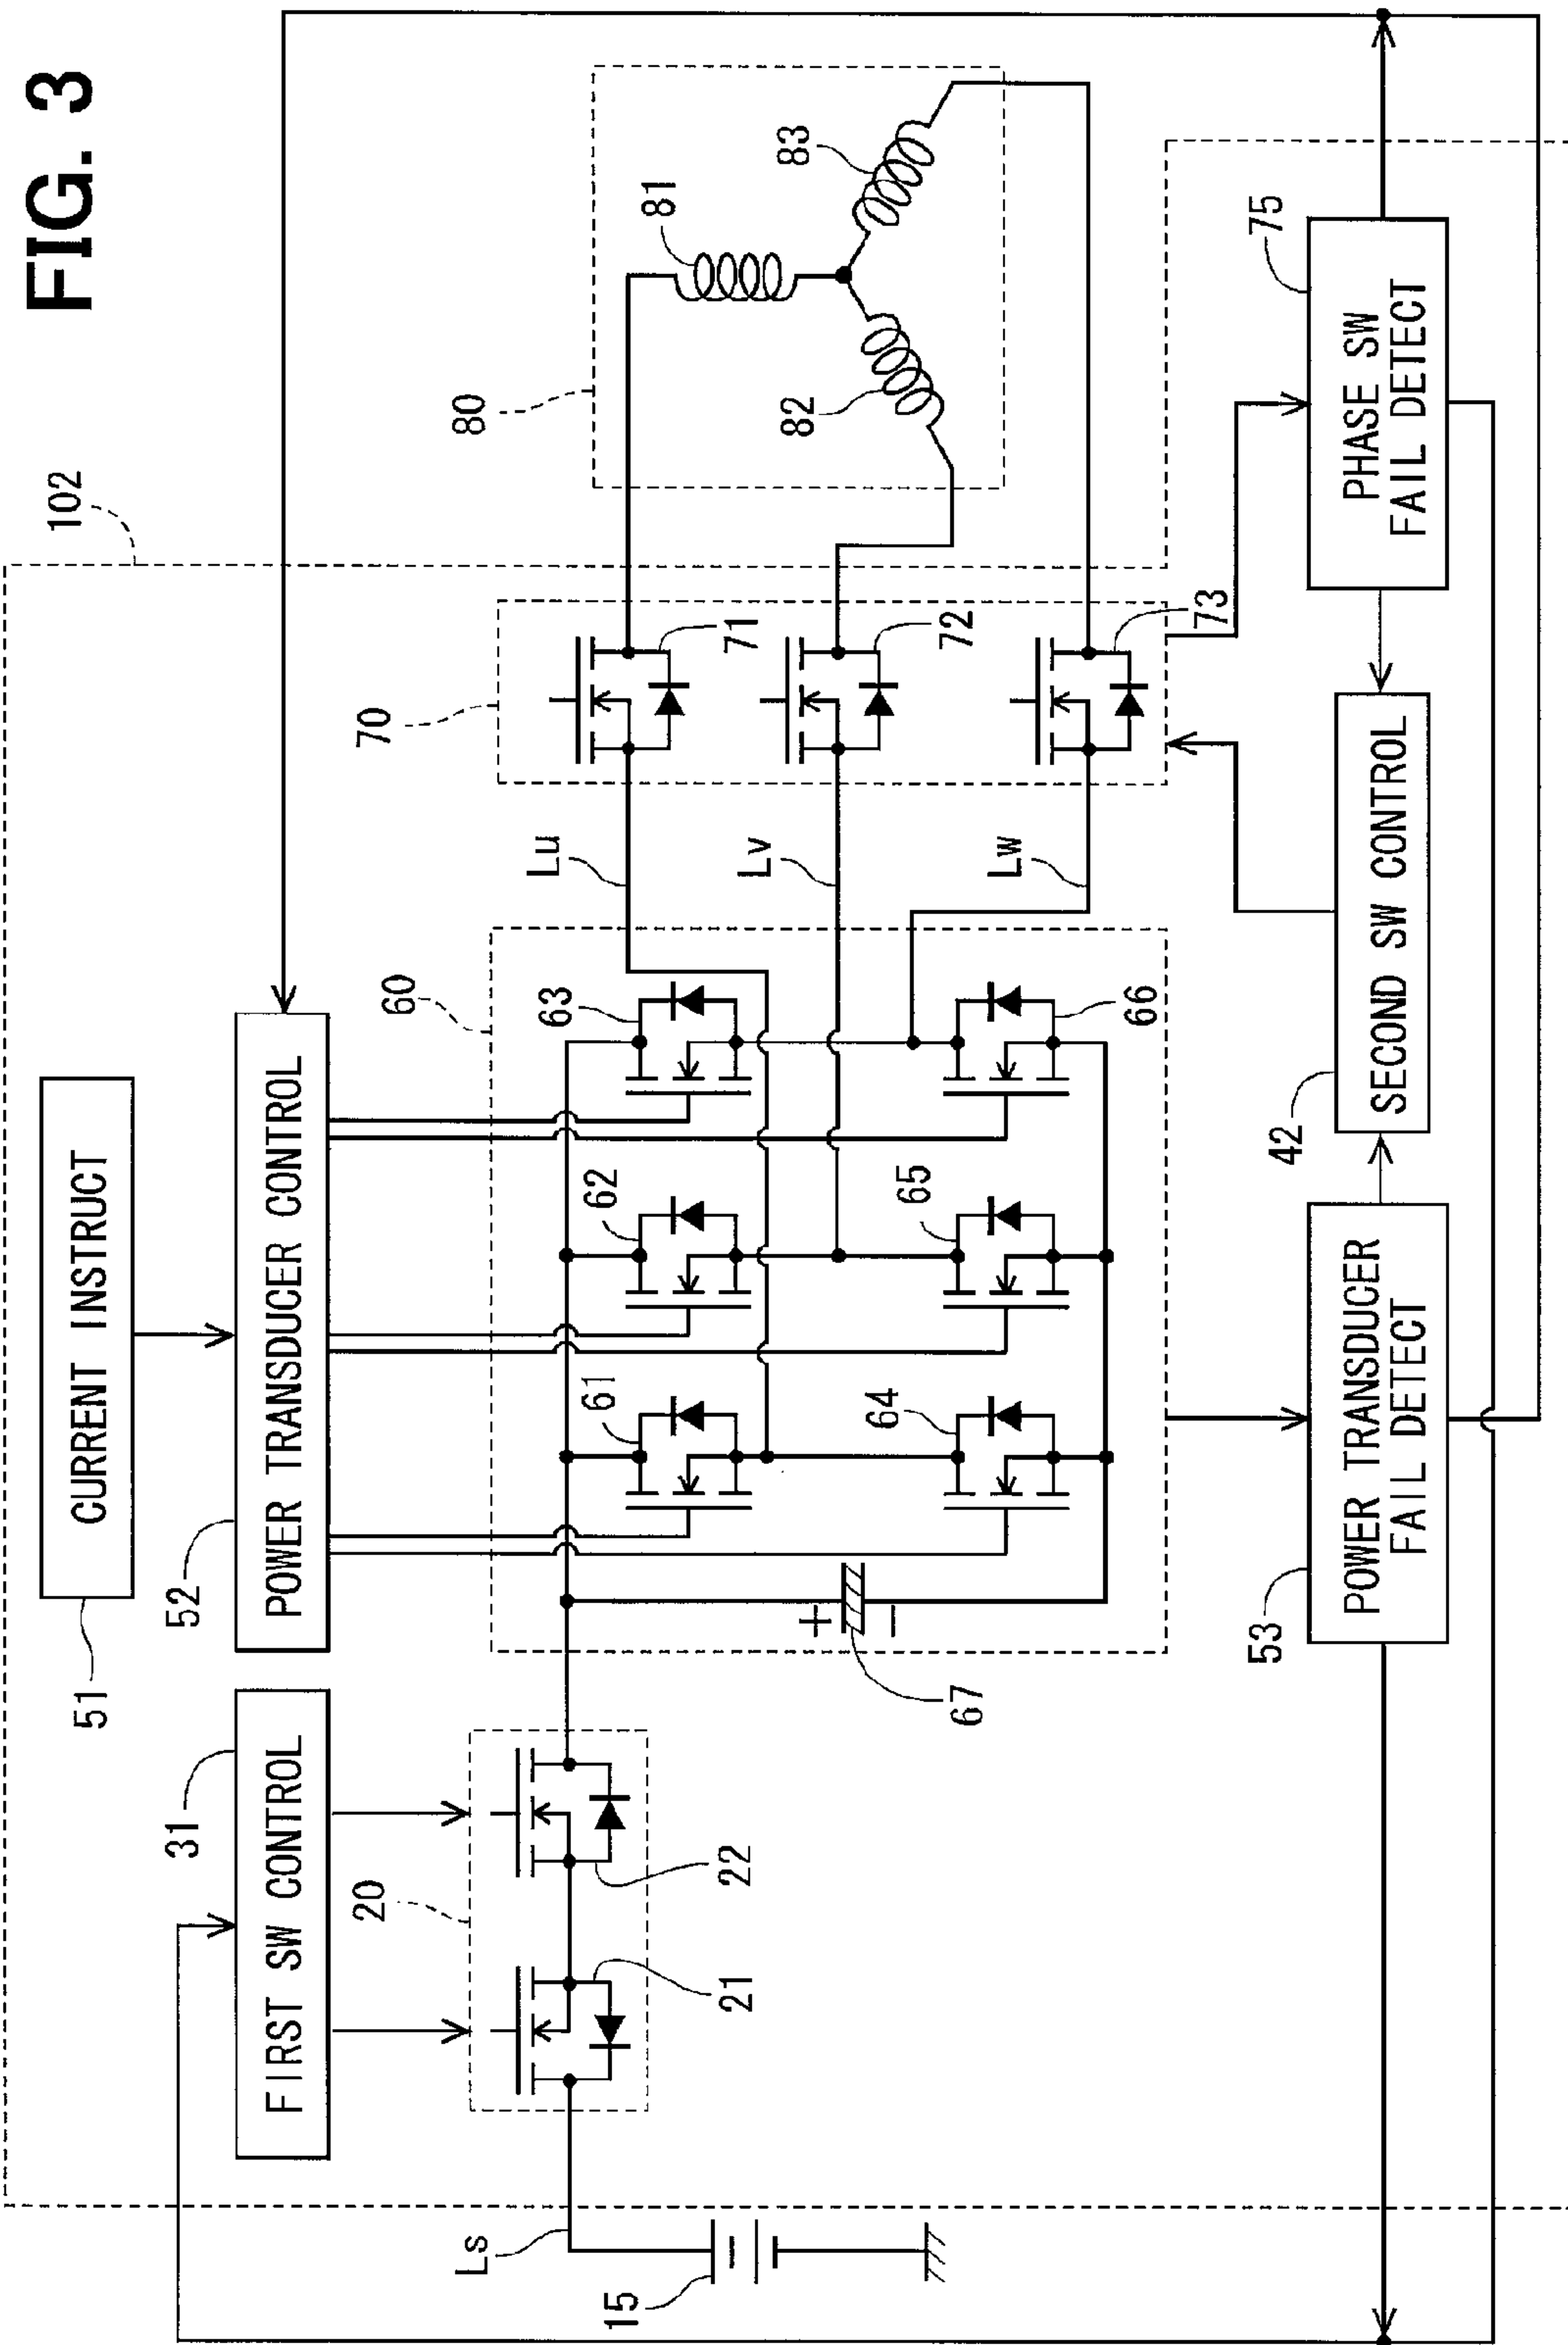 FIG. 3
102
CURRENT INSTRUCT
51
FIRST SW CONTROL
31
POWER TRANSDUCER CONTROL
52
20
21
22
Ls
15
60
61
62
63
64
65
66
67
+
−
Lu
Lv
Lw
70
71
72
73
80
81
82
83
POWER TRANSDUCER
FAIL DETECT
53
SECOND SW CONTROL
42
PHASE SW
FAIL DETECT
75